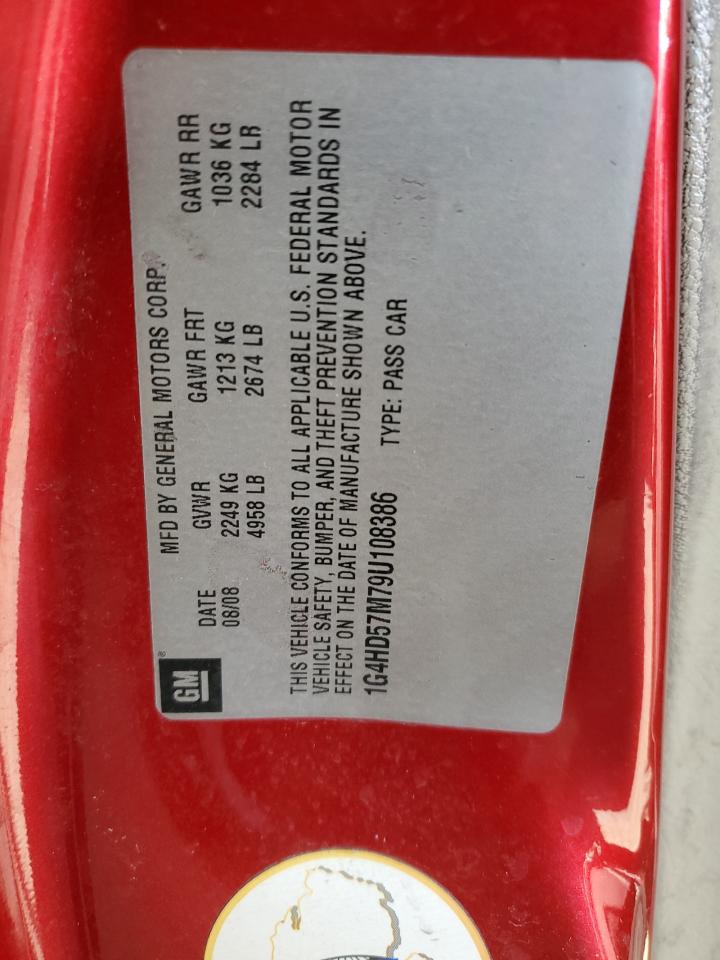 GM
MFD BY GENERAL MOTORS CORP.
DATE GVWR GAWR FRT GAWR RR
08/08 2249 KG 1213 KG 1036 KG
4958 LB 2674 LB 2284 LB
THIS VEHICLE CONFORMS TO ALL APPLICABLE U.S. FEDERAL MOTOR
VEHICLE SAFETY, BUMPER, AND THEFT PREVENTION STANDARDS IN
EFFECT ON THE DATE OF MANUFACTURE SHOWN ABOVE.
1G4HD57M79U108386 TYPE: PASS CAR